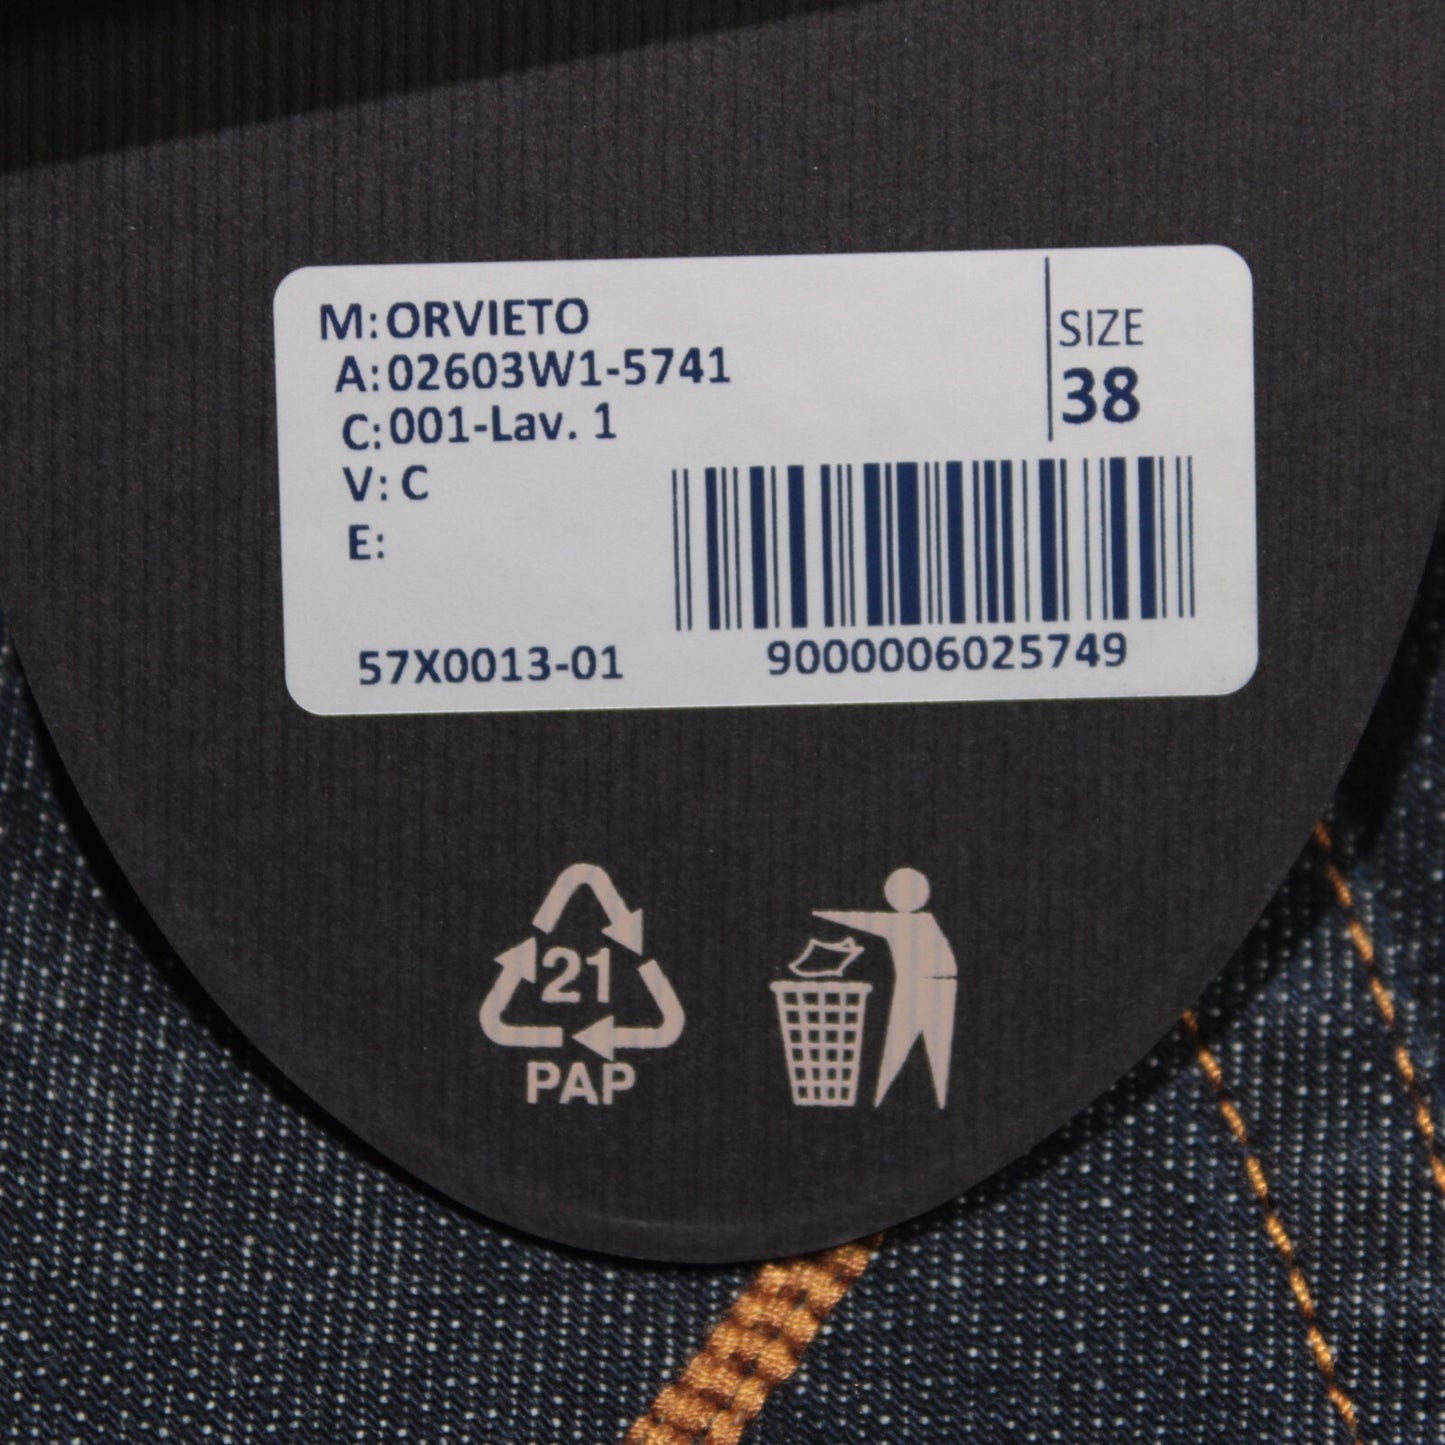 M: ORVIETO
A: 02603W1-5741
C: 001-Lav. 1
V: C
E:
SIZE
38
57X0013-01
9000006025749
21
PAP